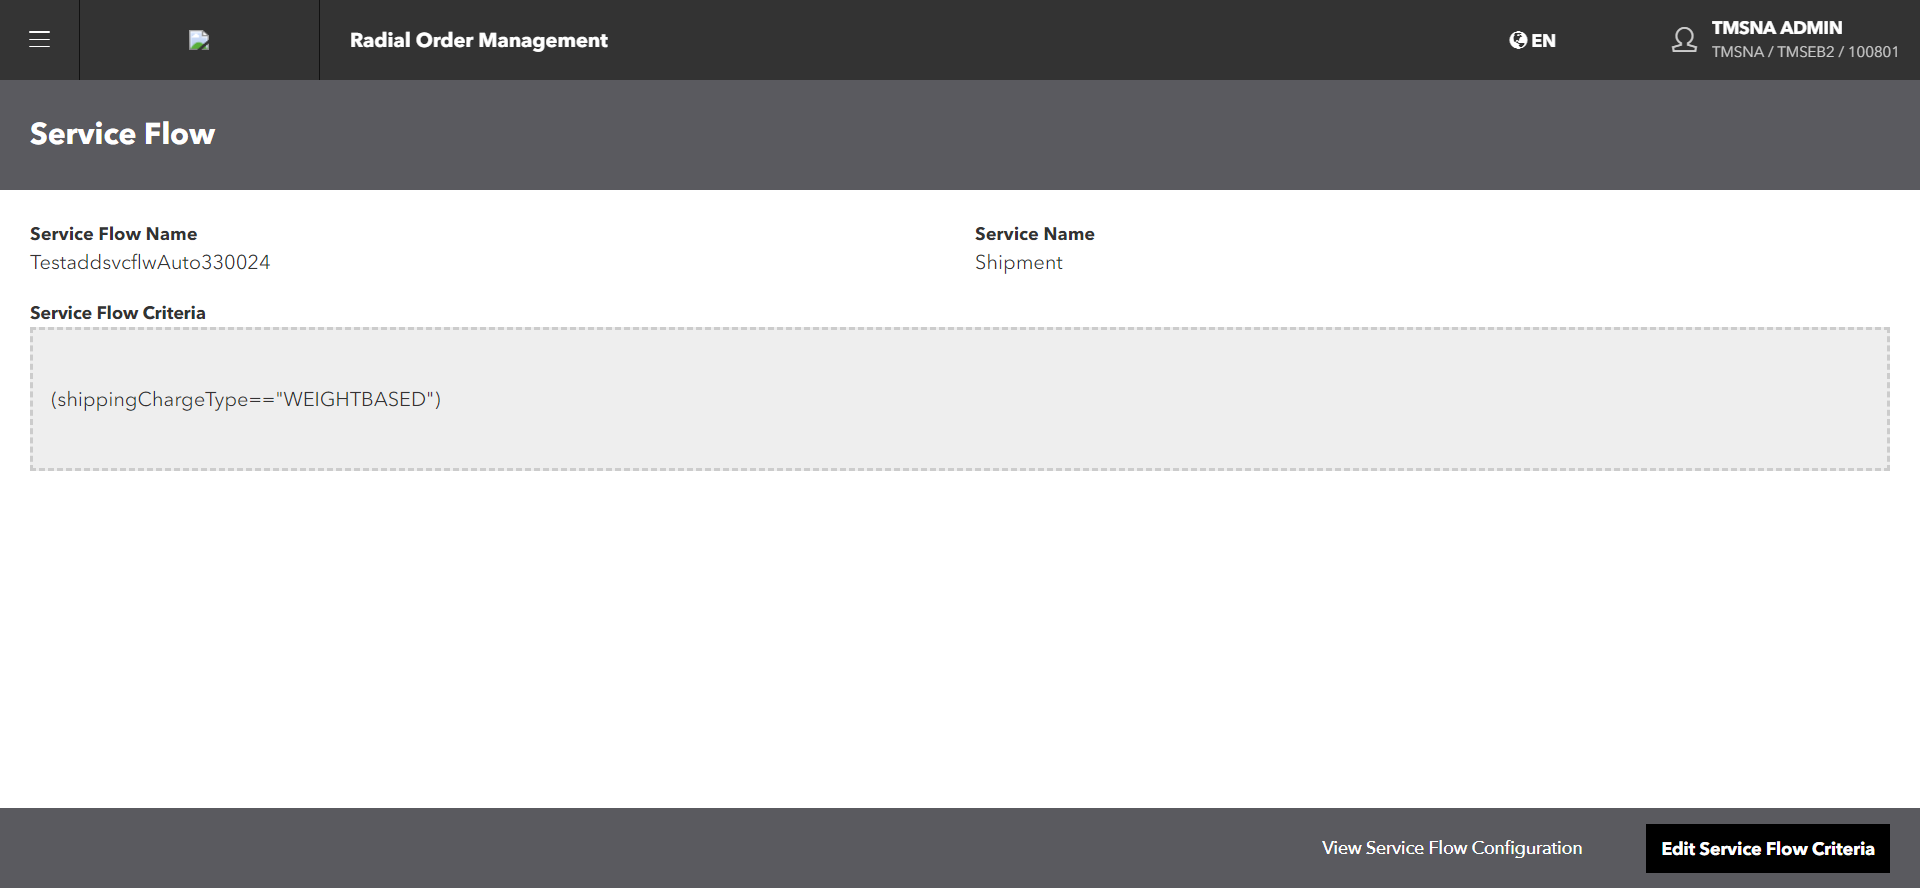 Radial Order Management
EN
TMSNA ADMIN
TMSNA / TMSEB2 / 100801
Service Flow
Service Flow Name
TestaddsvcflwAuto330024
Service Name
Shipment
Service Flow Criteria
(shippingChargeType=="WEIGHTBASED")
View Service Flow Configuration
Edit Service Flow Criteria